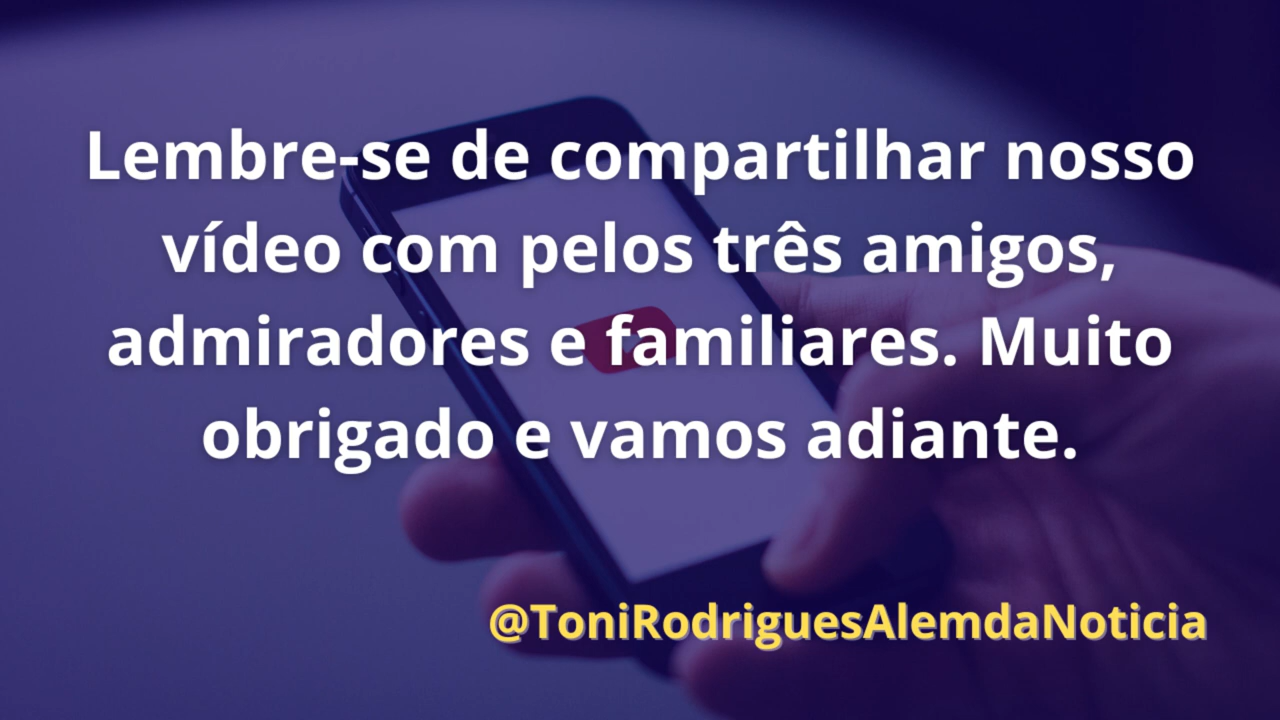 Lembre-se de compartilhar nosso
vídeo com pelos três amigos,
admiradores e familiares. Muito
obrigado e vamos adiante.
@ToniRodriguesAlemdaNoticia